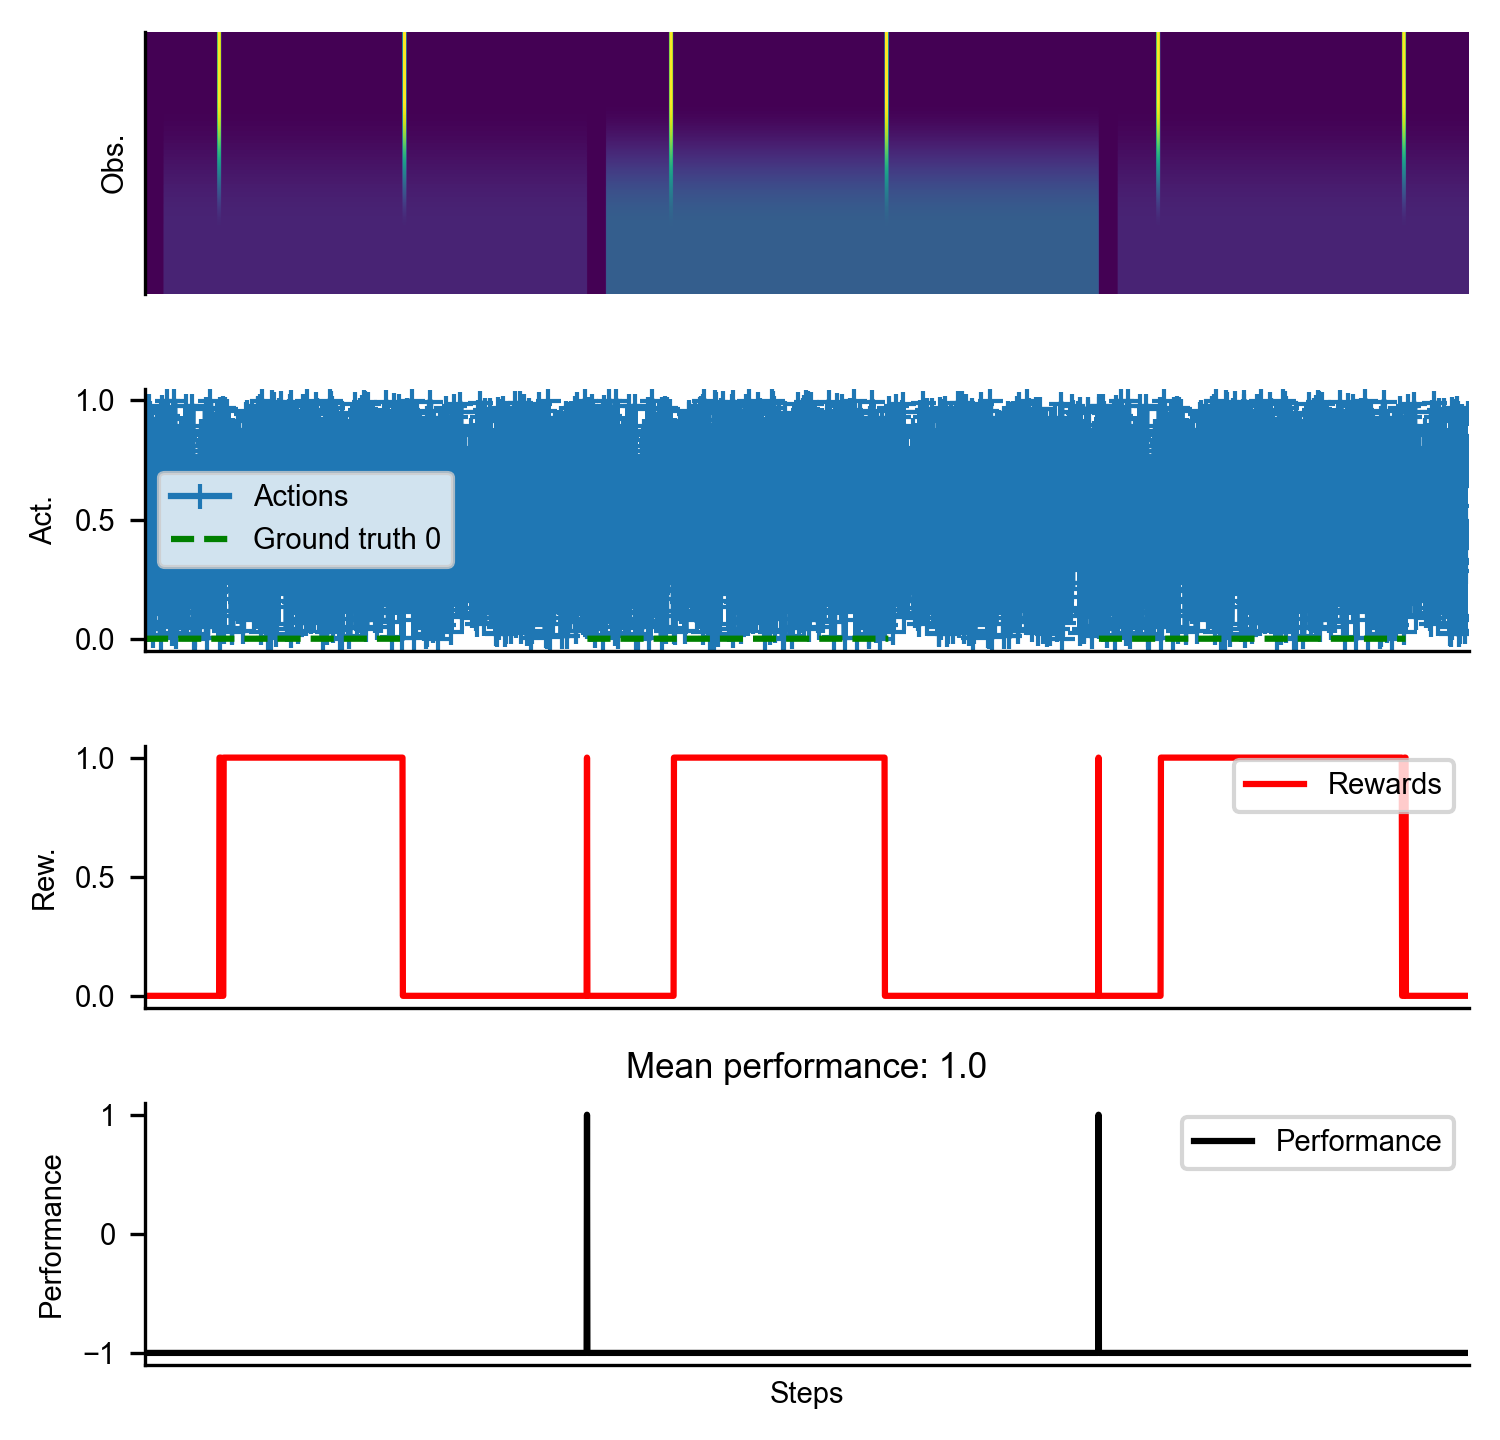 Obs.
1.0
0.5
0.0
Act.
Actions
Ground truth 0
1.0
0.5
0.0
Rew.
Rewards
Mean performance: 1.0
1
0
−1
Performance
Performance
Steps